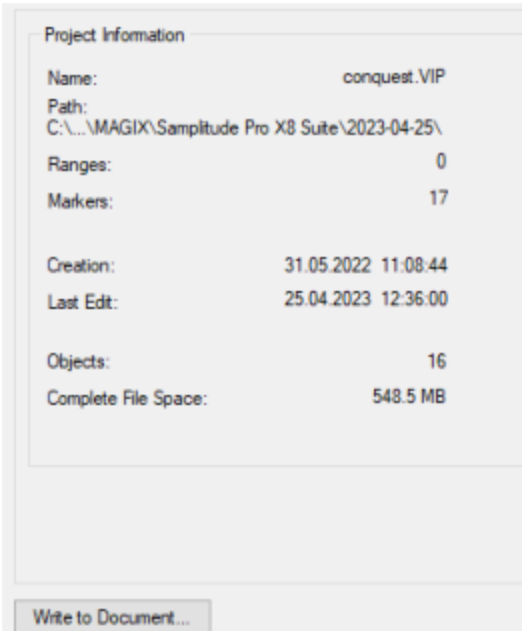 Project Information
Name: conquest.VIP
Path:
C:\...\MAGIX\Samplitude Pro X8 Suite\2023-04-25\
Ranges: 0
Markers: 17
Creation: 31.05.2022 11:08:44
Last Edit: 25.04.2023 12:36:00
Objects: 16
Complete File Space: 548.5 MB
Write to Document...